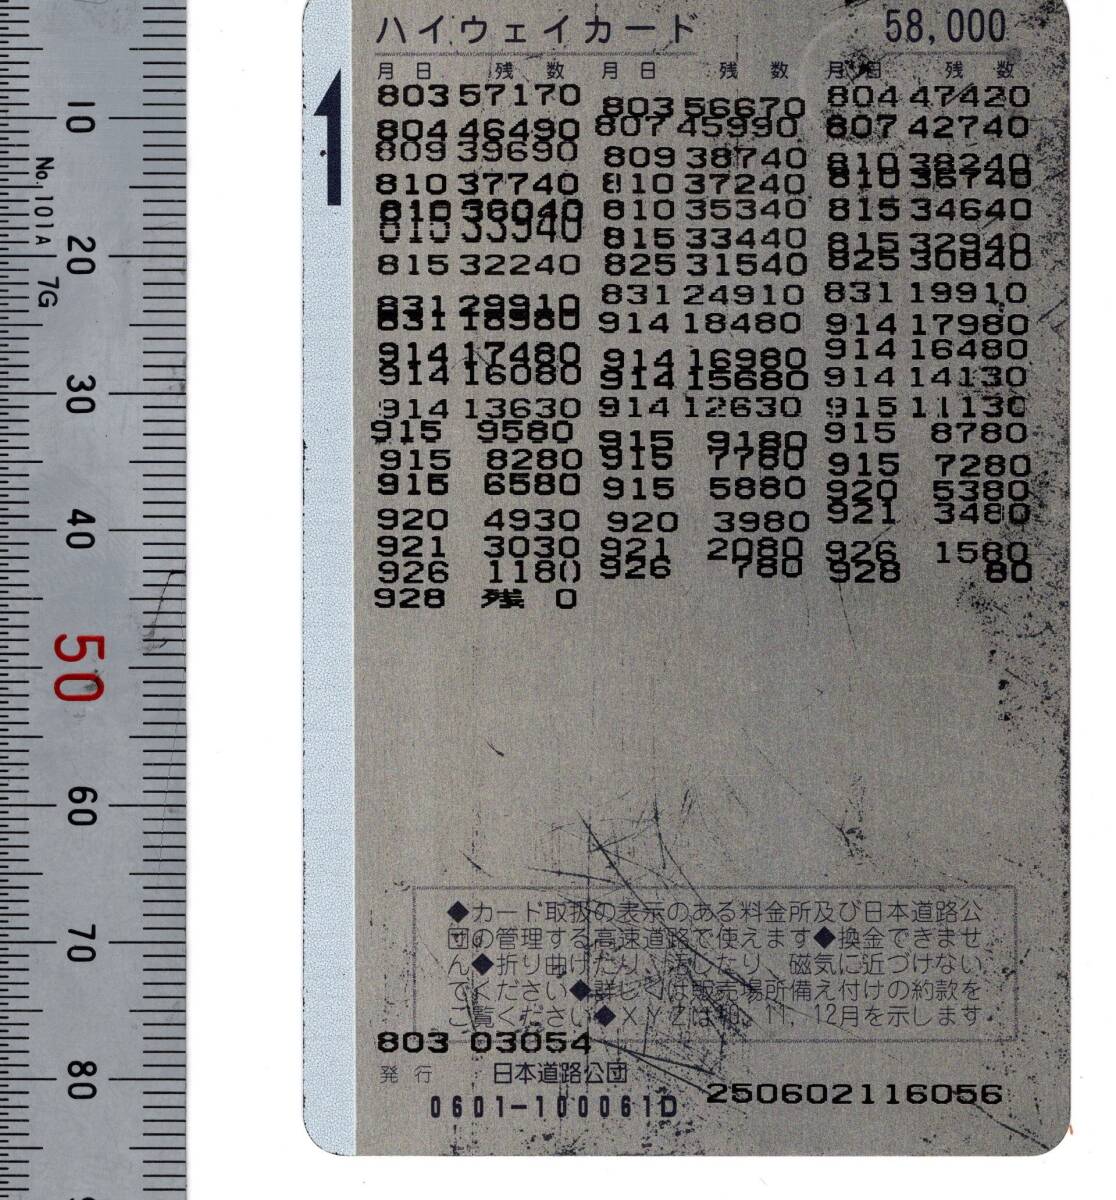 ハイウェイカード 58,000
月 日 残 数 月 日 残 数 月 日 残 数
803 57170 803 56670 804 47420
804 46490 807 45990 807 42740
809 39690 809 38740 810 38240
810 37740 810 37240 810 36740
810 36040 810 35340 815 34640
815 33940 815 33440 815 32940
815 32240 825 31540 825 30840
831 29910 831 24910 831 19910
831 18980 914 18480 914 17980
914 17480 914 16980 914 16480
914 16080 914 15680 914 14130
914 13630 914 12630 915 11130
915 9580 915 9180 915 8780
915 8280 915 7780 915 7280
915 6580 915 5880 920 5380
920 4930 920 3980 921 3480
921 3030 921 2080 926 1580
926 1180 926 780 928 80
928 残 0
◆カード取扱の表示のある料金所及び日本道路公
団の管理する高速道路で使えます◆換金できませ
ん◆折り曲げたり、汚したり、磁気に近づけない
でください◆詳しくは販売場所備え付けの約款を
ご覧ください◆XYZは10、11、12月を示します
803 03054
発 行 日本道路公団
0601-100061D 250602116056
1
10
20
30
40
50
60
70
80
No.101A 7G